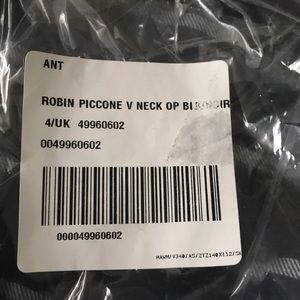 ANT
ROBIN PICCONE V NECK OP
4/UK 49960602
0049960602
000049960602